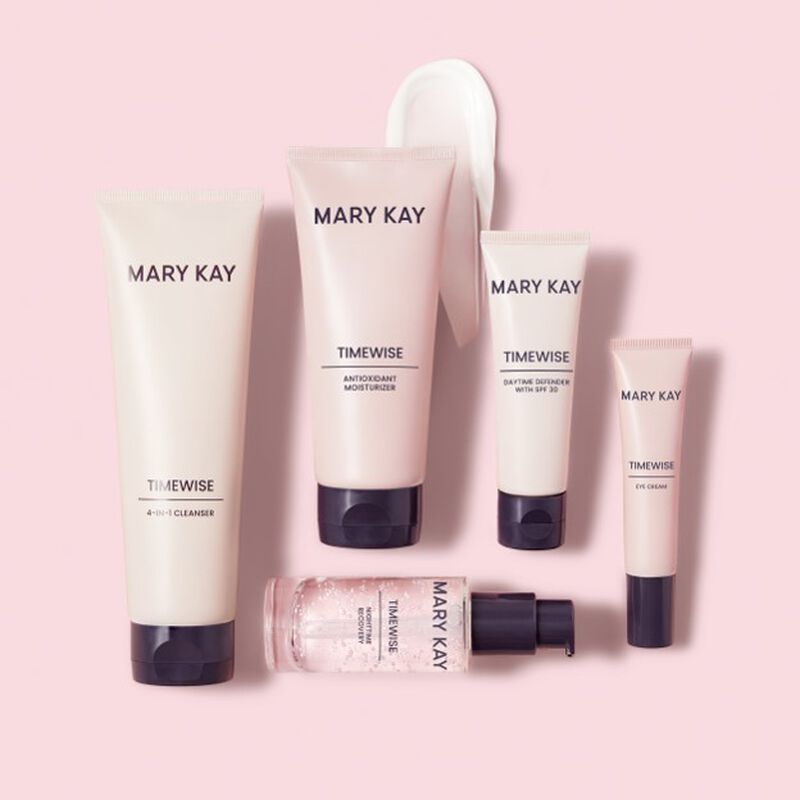 MARY KAY
TIMEWISE
4-IN-1 CLEANSER
MARY KAY
TIMEWISE
ANTIOXIDANT
MOISTURIZER
MARY KAY
TIMEWISE
DAYTIME DEFENDER
WITH SPF 30
MARY KAY
TIMEWISE
EYE CREAM
MARY KAY
TIMEWISE
NIGHTTIME
RECOVERY